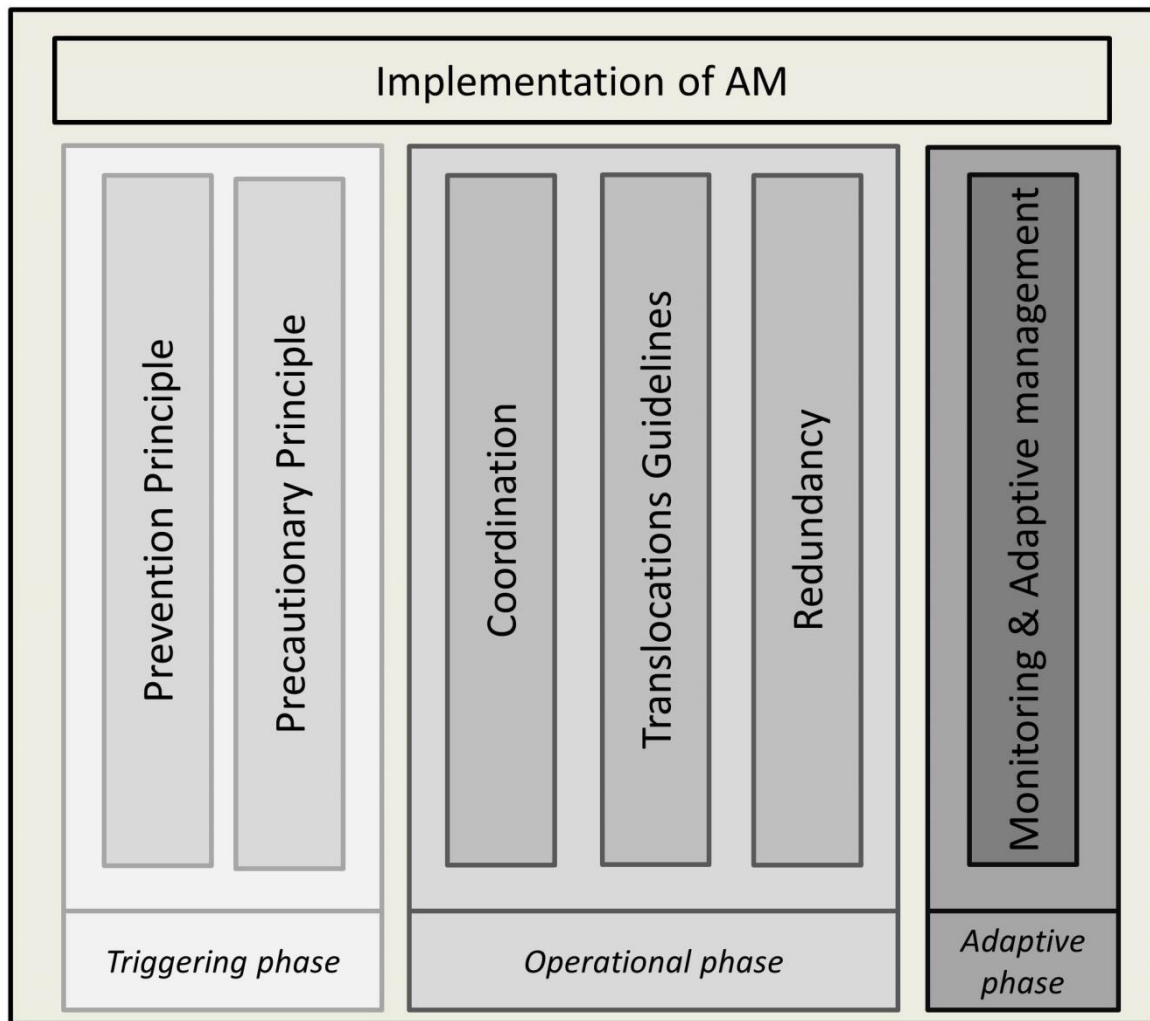 Implementation of AM
Prevention Principle
Precautionary Principle
Coordination
Translocations Guidelines
Redundancy
Monitoring & Adaptive management
Triggering phase
Operational phase
Adaptive
phase